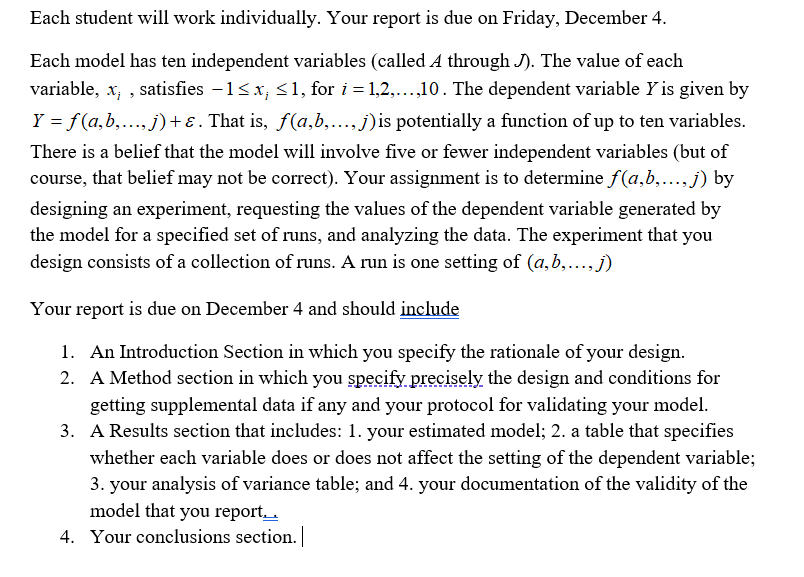 Each student will work individually. Your report is due on Friday, December 4.
Each model has ten independent variables (called A through J). The value of each
variable, xᵢ , satisfies −1 ≤ xᵢ ≤ 1, for i = 1,2,…,10. The dependent variable Y is given by
Y = f(a,b,…,j)+ε. That is, f(a,b,…,j) is potentially a function of up to ten variables.
There is a belief that the model will involve five or fewer independent variables (but of
course, that belief may not be correct). Your assignment is to determine f(a,b,…,j) by
designing an experiment, requesting the values of the dependent variable generated by
the model for a specified set of runs, and analyzing the data. The experiment that you
design consists of a collection of runs. A run is one setting of (a,b,…,j)
Your report is due on December 4 and should include
1. An Introduction Section in which you specify the rationale of your design.
2. A Method section in which you specify precisely the design and conditions for
getting supplemental data if any and your protocol for validating your model.
3. A Results section that includes: 1. your estimated model; 2. a table that specifies
whether each variable does or does not affect the setting of the dependent variable;
3. your analysis of variance table; and 4. your documentation of the validity of the
model that you report..
4. Your conclusions section.